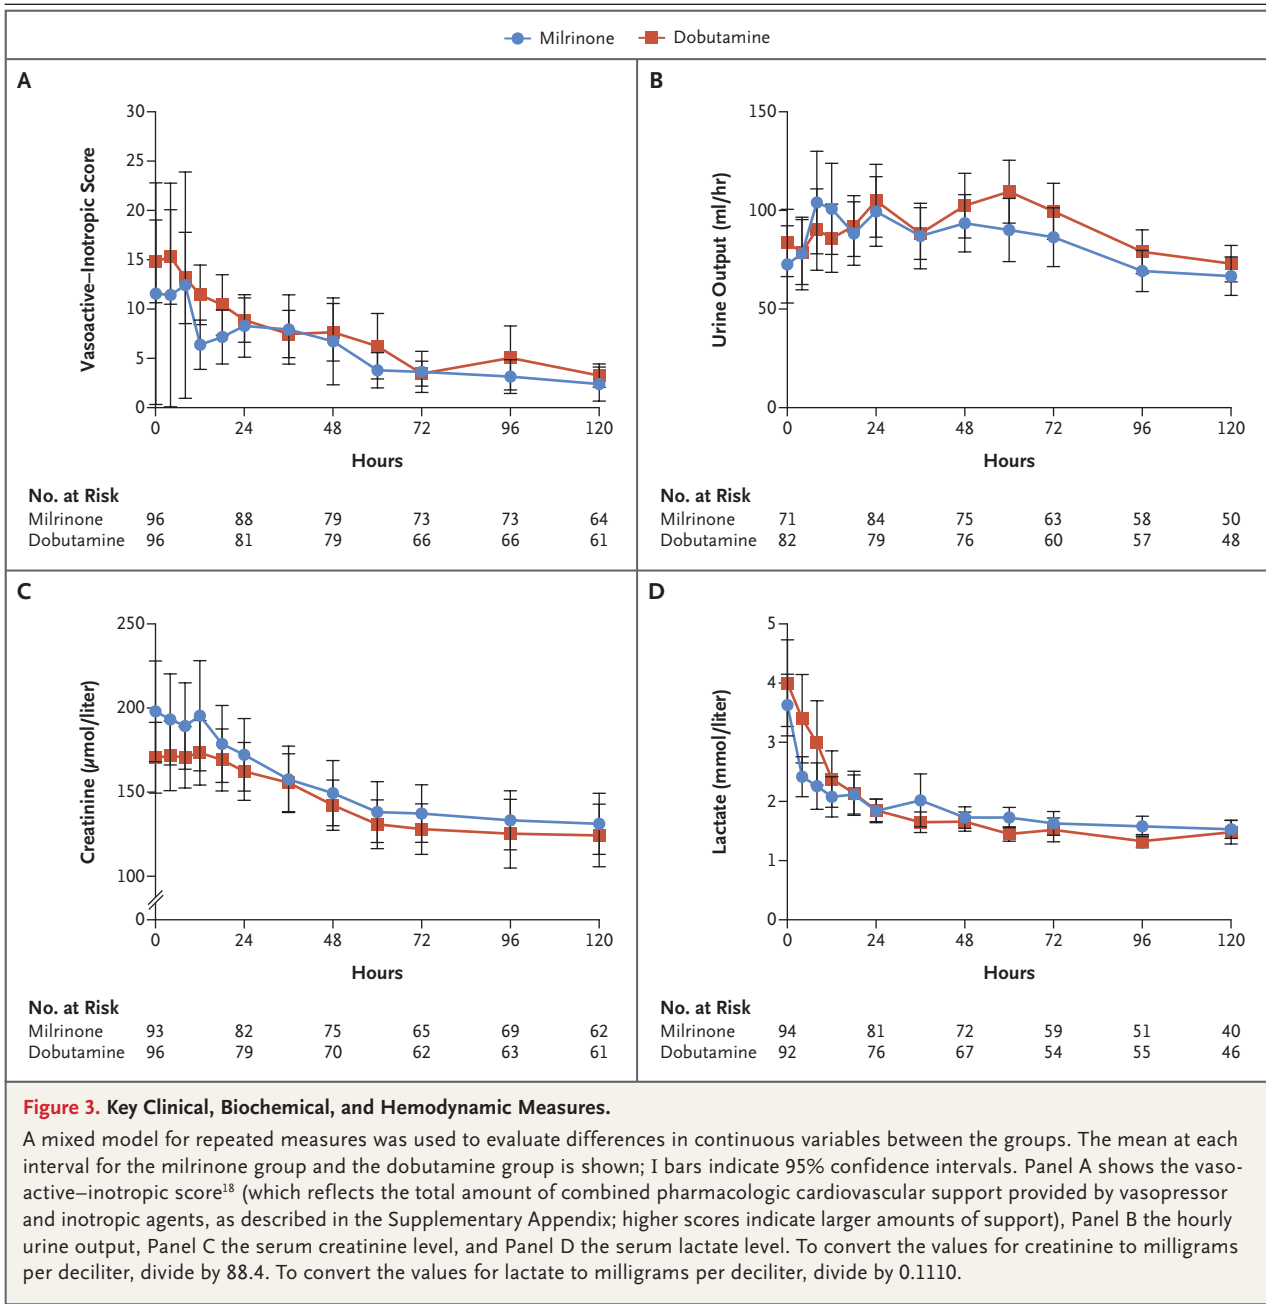 Milrinone Dobutamine
A
Vasoactive–Inotropic Score
30
25
20
15
10
5
0
0 24 48 72 96 120
Hours
No. at Risk
Milrinone 96 88 79 73 73 64
Dobutamine 96 81 79 66 66 61
B
Urine Output (ml/hr)
150
100
50
0
0 24 48 72 96 120
Hours
No. at Risk
Milrinone 71 84 75 63 58 50
Dobutamine 82 79 76 60 57 48
C
Creatinine (μmol/liter)
250
200
150
100
0
0 24 48 72 96 120
Hours
No. at Risk
Milrinone 93 82 75 65 69 62
Dobutamine 96 79 70 62 63 61
D
Lactate (mmol/liter)
5
4
3
2
1
0
0 24 48 72 96 120
Hours
No. at Risk
Milrinone 94 81 72 59 51 40
Dobutamine 92 76 67 54 55 46
Figure 3. Key Clinical, Biochemical, and Hemodynamic Measures.
A mixed model for repeated measures was used to evaluate differences in continuous variables between the groups. The mean at each
interval for the milrinone group and the dobutamine group is shown; I bars indicate 95% confidence intervals. Panel A shows the vaso-
active–inotropic score18 (which reflects the total amount of combined pharmacologic cardiovascular support provided by vasopressor
and inotropic agents, as described in the Supplementary Appendix; higher scores indicate larger amounts of support), Panel B the hourly
urine output, Panel C the serum creatinine level, and Panel D the serum lactate level. To convert the values for creatinine to milligrams
per deciliter, divide by 88.4. To convert the values for lactate to milligrams per deciliter, divide by 0.1110.